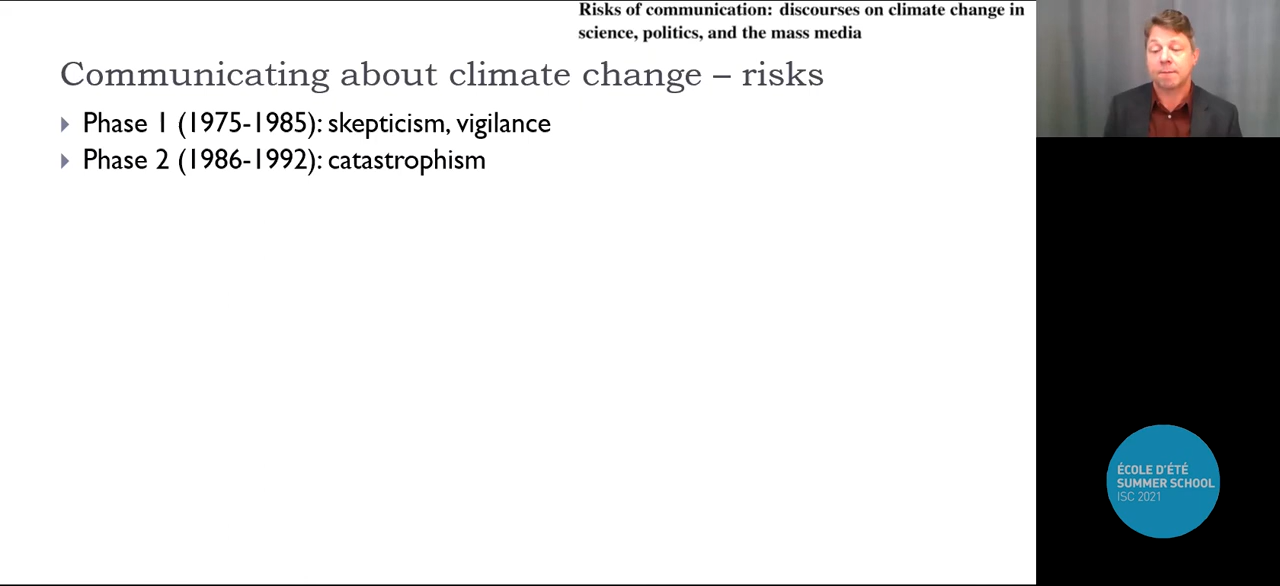 Risks of communication: discourses on climate change in
science, politics, and the mass media
Communicating about climate change – risks
Phase 1 (1975-1985): skepticism, vigilance
Phase 2 (1986-1992): catastrophism
ÉCOLE D'ÉTÉ
SUMMER SCHOOL
ISC 2021